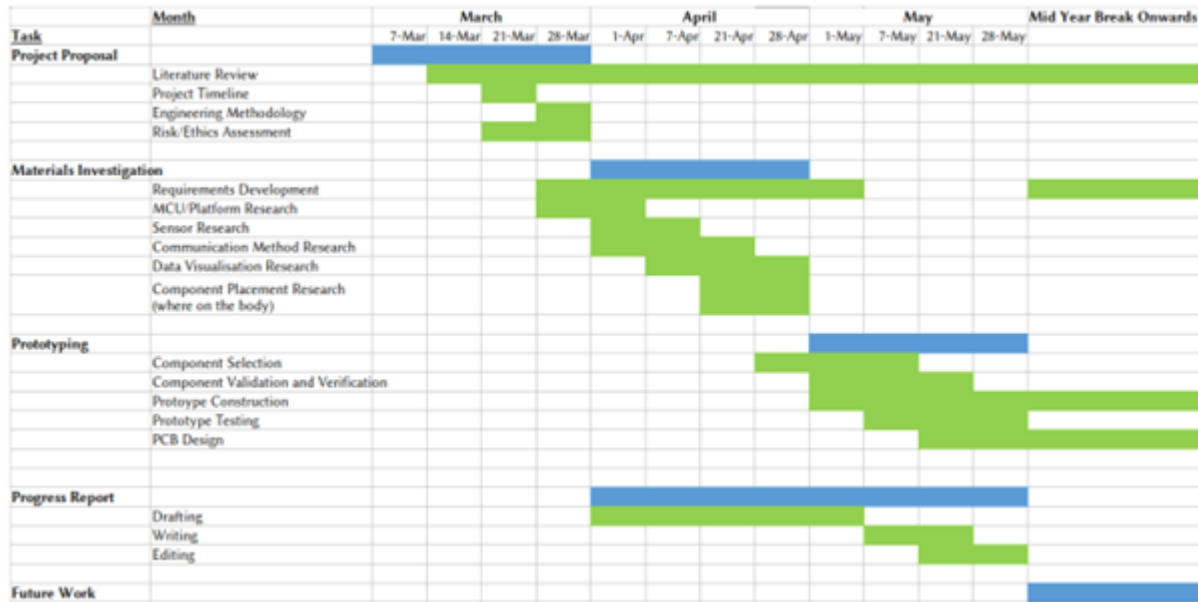 Month March April May Mid Year Break Onwards
Task 7-Mar 14-Mar 21-Mar 28-Mar 1-Apr 7-Apr 21-Apr 28-Apr 1-May 7-May 21-May 28-May
Project Proposal
Literature Review
Project Timeline
Engineering Methodology
Risk/Ethics Assessment
Materials Investigation
Requirements Development
MCU/Platform Research
Sensor Research
Communication Method Research
Data Visualisation Research
Component Placement Research
(where on the body)
Prototyping
Component Selection
Component Validation and Verification
Protoype Construction
Prototype Testing
PCB Design
Progress Report
Drafting
Writing
Editing
Future Work